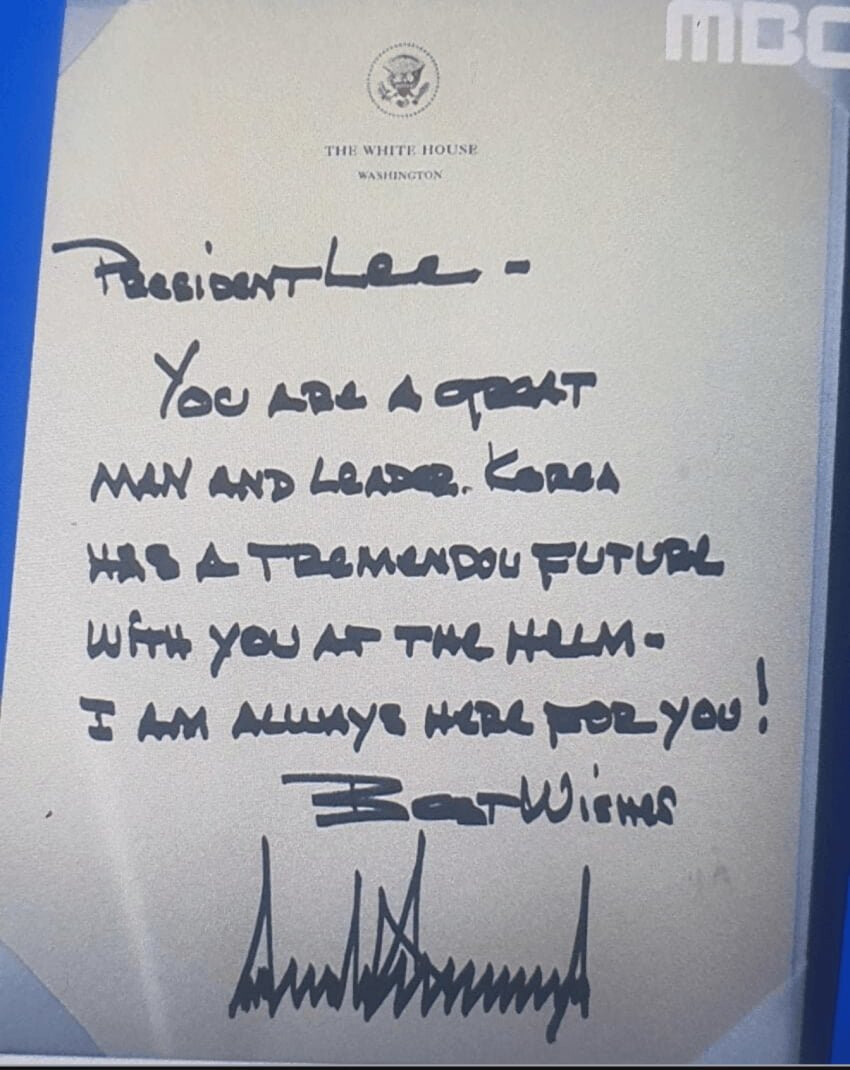 MBC
THE WHITE HOUSE
WASHINGTON
PRESIDENT LEE -
YOU ARE A GREAT
MAN AND LEADER. KOREA
HAS A TREMENDOU FUTURE
WITH YOU AT THE HELM-
I AM ALWAYS HERE FOR YOU!
BEST WISHES